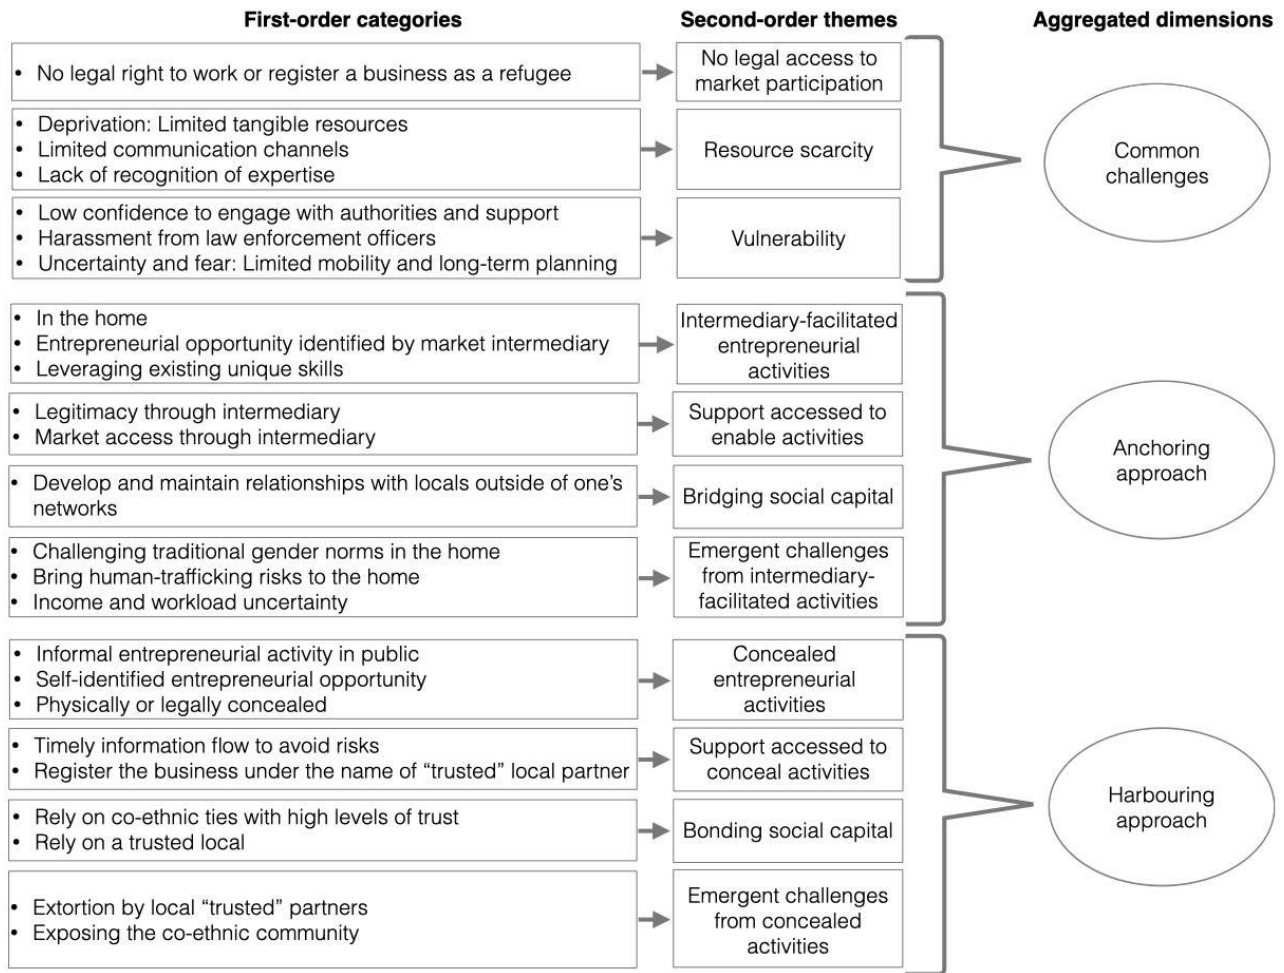 First-order categories
Second-order themes
Aggregated dimensions
• No legal right to work or register a business as a refugee
No legal access to
market participation
• Deprivation: Limited tangible resources
• Limited communication channels
• Lack of recognition of expertise
Resource scarcity
• Low confidence to engage with authorities and support
• Harassment from law enforcement officers
• Uncertainty and fear: Limited mobility and long-term planning
Vulnerability
Common
challenges
• In the home
• Entrepreneurial opportunity identified by market intermediary
• Leveraging existing unique skills
Intermediary-facilitated
entrepreneurial
activities
• Legitimacy through intermediary
• Market access through intermediary
Support accessed to
enable activities
• Develop and maintain relationships with locals outside of one’s
networks
Bridging social capital
• Challenging traditional gender norms in the home
• Bring human-trafficking risks to the home
• Income and workload uncertainty
Emergent challenges
from intermediary-
facilitated activities
Anchoring
approach
• Informal entrepreneurial activity in public
• Self-identified entrepreneurial opportunity
• Physically or legally concealed
Concealed
entrepreneurial
activities
• Timely information flow to avoid risks
• Register the business under the name of “trusted” local partner
Support accessed to
conceal activities
• Rely on co-ethnic ties with high levels of trust
• Rely on a trusted local
Bonding social capital
• Extortion by local “trusted” partners
• Exposing the co-ethnic community
Emergent challenges
from concealed
activities
Harbouring
approach